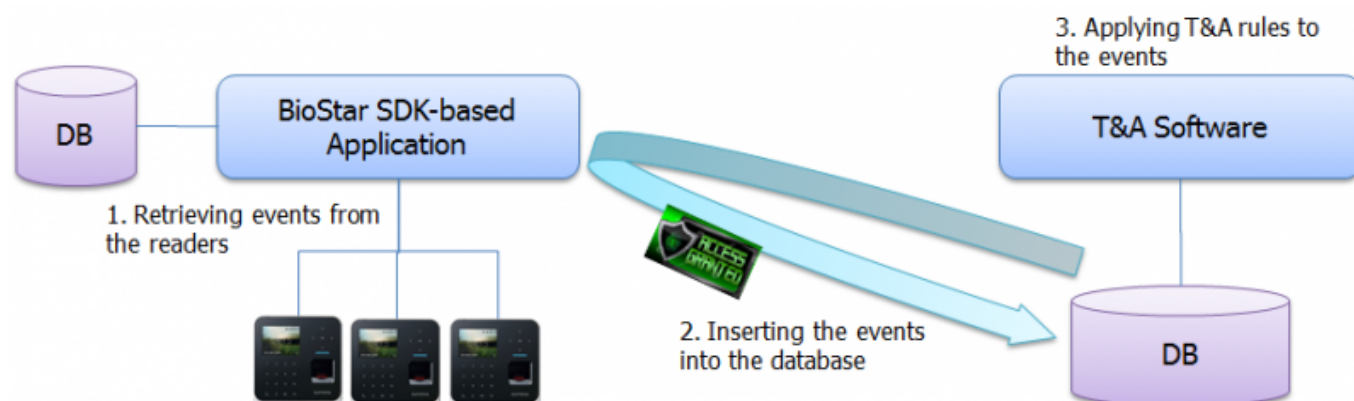 3. Applying T&A rules to
the events
DB
BioStar SDK-based
Application
T&A Software
1. Retrieving events from
the readers
ACCESS
GRANTED
2. Inserting the events
into the database
DB